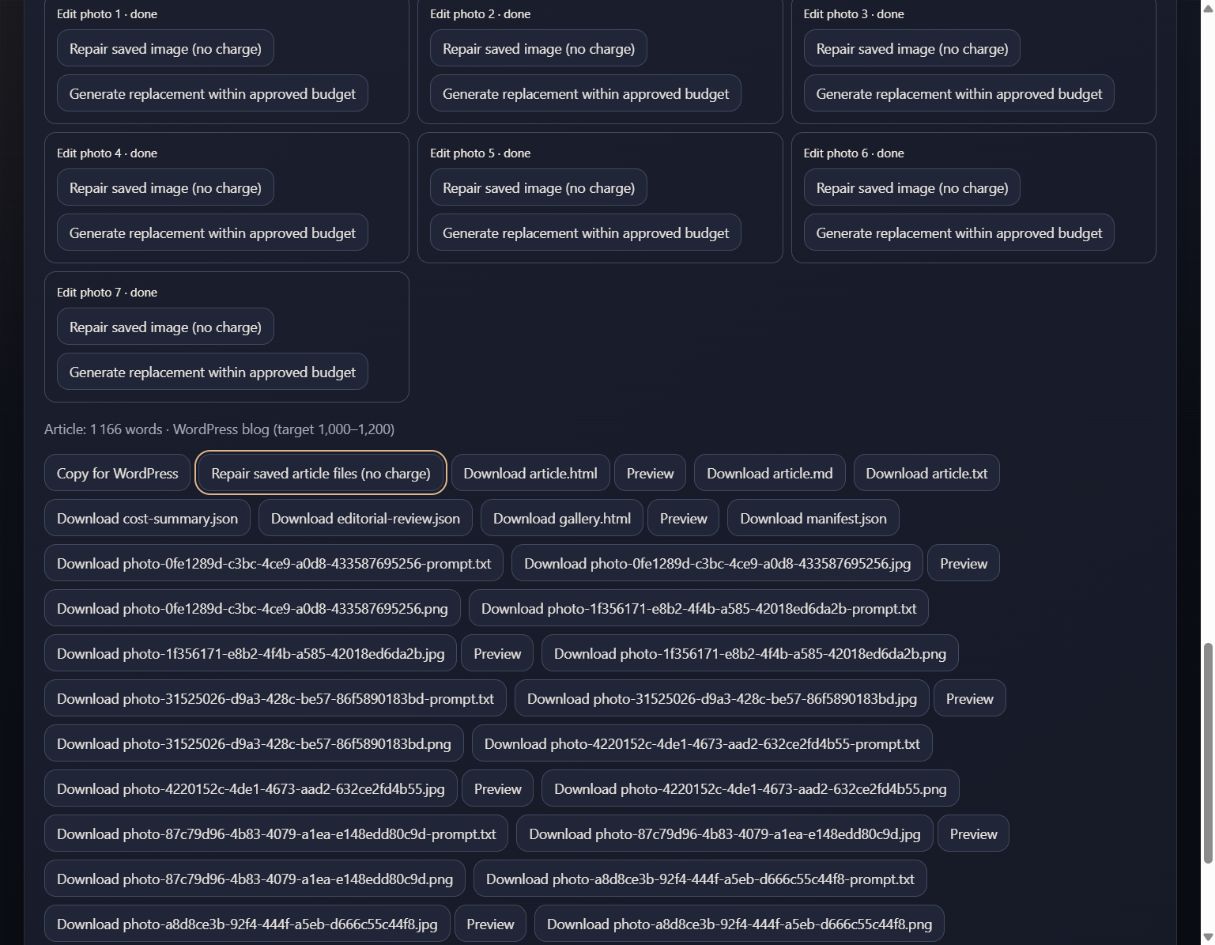 Edit photo 1 · done
Edit photo 2 · done
Edit photo 3 · done
Repair saved image (no charge)
Repair saved image (no charge)
Repair saved image (no charge)
Generate replacement within approved budget
Generate replacement within approved budget
Generate replacement within approved budget
Edit photo 4 · done
Edit photo 5 · done
Edit photo 6 · done
Repair saved image (no charge)
Repair saved image (no charge)
Repair saved image (no charge)
Generate replacement within approved budget
Generate replacement within approved budget
Generate replacement within approved budget
Edit photo 7 · done
Repair saved image (no charge)
Generate replacement within approved budget
Article: 1 166 words · WordPress blog (target 1,000–1,200)
Copy for WordPress
Repair saved article files (no charge)
Download article.html
Preview
Download article.md
Download article.txt
Download cost-summary.json
Download editorial-review.json
Download gallery.html
Preview
Download manifest.json
Download photo-0fe1289d-c3bc-4ce9-a0d8-433587695256-prompt.txt
Download photo-0fe1289d-c3bc-4ce9-a0d8-433587695256.jpg
Preview
Download photo-0fe1289d-c3bc-4ce9-a0d8-433587695256.png
Download photo-1f356171-e8b2-4f4b-a585-42018ed6da2b-prompt.txt
Download photo-1f356171-e8b2-4f4b-a585-42018ed6da2b.jpg
Preview
Download photo-1f356171-e8b2-4f4b-a585-42018ed6da2b.png
Download photo-31525026-d9a3-428c-be57-86f5890183bd-prompt.txt
Download photo-31525026-d9a3-428c-be57-86f5890183bd.jpg
Preview
Download photo-31525026-d9a3-428c-be57-86f5890183bd.png
Download photo-4220152c-4de1-4673-aad2-632ce2fd4b55-prompt.txt
Download photo-4220152c-4de1-4673-aad2-632ce2fd4b55.jpg
Preview
Download photo-4220152c-4de1-4673-aad2-632ce2fd4b55.png
Download photo-87c79d96-4b83-4079-a1ea-e148edd80c9d-prompt.txt
Download photo-87c79d96-4b83-4079-a1ea-e148edd80c9d.jpg
Preview
Download photo-87c79d96-4b83-4079-a1ea-e148edd80c9d.png
Download photo-a8d8ce3b-92f4-444f-a5eb-d666c55c44f8-prompt.txt
Download photo-a8d8ce3b-92f4-444f-a5eb-d666c55c44f8.jpg
Preview
Download photo-a8d8ce3b-92f4-444f-a5eb-d666c55c44f8.png